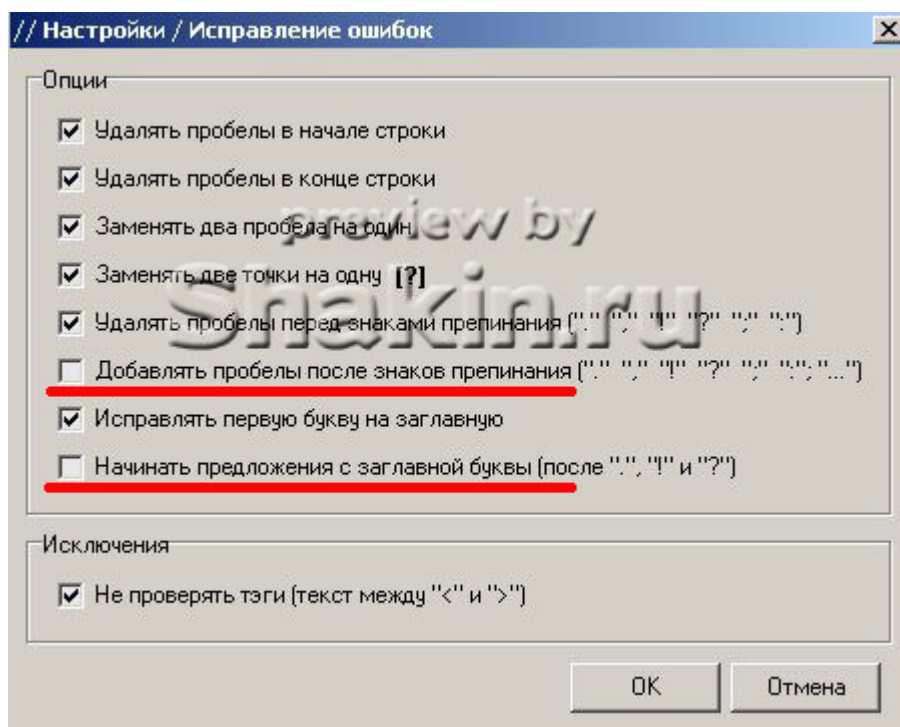 // Настройки / Исправление ошибок
Опции
Удалять пробелы в начале строки
Удалять пробелы в конце строки
Заменять два пробела на один
preview by
Заменять две точки на одну [?]
Shakin.ru
Удалять пробелы перед знаками препинания ("." "," "!" "?" ";" ":")
Добавлять пробелы после знаков препинания ("." "," "!" "?" ";" ":"; "...")
Исправлять первую букву на заглавную
Начинать предложения с заглавной буквы (после ".", "!" и "?")
Исключения
Не проверять тэги (текст между "<" и ">")
OK
Отмена